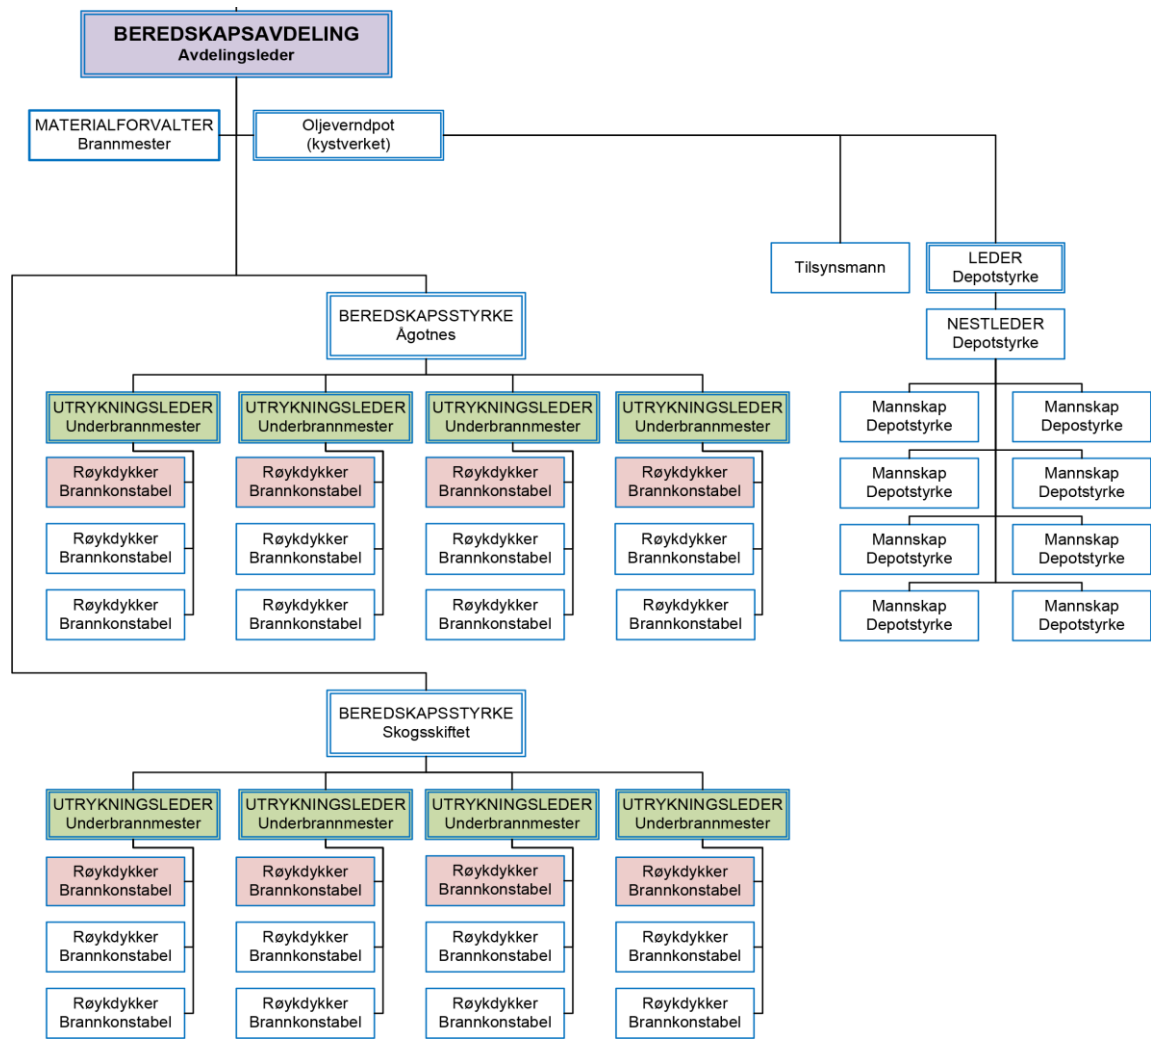 BEREDSKAPSAVDELING
Avdelingsleder
MATERIALFORVALTER
Brannmester
Oljeverndpot
(kystverket)
Tilsynsmann
LEDER
Depotstyrke
NESTLEDER
Depotstyrke
Mannskap
Depotstyrke
Mannskap
Depostyrke
Mannskap
Depotstyrke
Mannskap
Depotstyrke
Mannskap
Depotstyrke
Mannskap
Depotstyrke
Mannskap
Depotstyrke
Mannskap
Depotstyrke
BEREDSKAPSSTYRKE
Ågotnes
UTRYKNINGSLEDER
Underbrannmester
Røykdykker
Brannkonstabel
Røykdykker
Brannkonstabel
Røykdykker
Brannkonstabel
UTRYKNINGSLEDER
Underbrannmester
Røykdykker
Brannkonstabel
Røykdykker
Brannkonstabel
Røykdykker
Brannkonstabel
UTRYKNINGSLEDER
Underbrannmester
Røykdykker
Brannkonstabel
Røykdykker
Brannkonstabel
Røykdykker
Brannkonstabel
UTRYKNINGSLEDER
Underbrannmester
Røykdykker
Brannkonstabel
Røykdykker
Brannkonstabel
Røykdykker
Brannkonstabel
BEREDSKAPSSTYRKE
Skogsskiftet
UTRYKNINGSLEDER
Underbrannmester
Røykdykker
Brannkonstabel
Røykdykker
Brannkonstabel
Røykdykker
Brannkonstabel
UTRYKNINGSLEDER
Underbrannmester
Røykdykker
Brannkonstabel
Røykdykker
Brannkonstabel
Røykdykker
Brannkonstabel
UTRYKNINGSLEDER
Underbrannmester
Røykdykker
Brannkonstabel
Røykdykker
Brannkonstabel
Røykdykker
Brannkonstabel
UTRYKNINGSLEDER
Underbrannmester
Røykdykker
Brannkonstabel
Røykdykker
Brannkonstabel
Røykdykker
Brannkonstabel